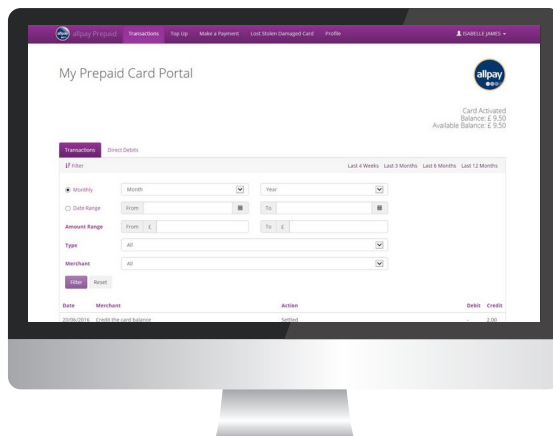 allpay Prepaid Transactions Top Up Make a Payment Lost Stolen Damaged Card Profile ISABELLE JAMES
My Prepaid Card Portal
allpay
Card Activated
Balance: £ 9.50
Available Balance: £ 9.50
Transactions Direct Debits
Filter Last 4 Weeks Last 3 Months Last 6 Months Last 12 Months
Monthly Month Year
Date Range From To
Amount Range From £ To £
Type All
Merchant All
Filter Reset
Date Merchant Action Debit Credit
20/06/2016 Credit the card balance Settled - 2.00